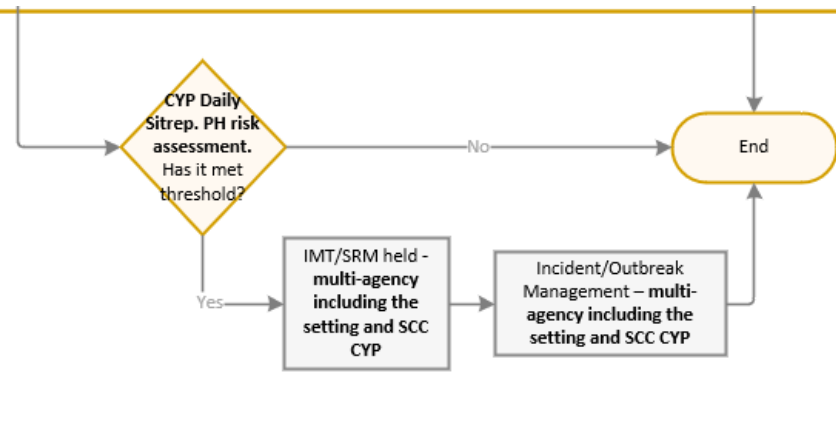 CYP Daily
Sitrep. PH risk
assessment.
Has it met
threshold?
No
End
Yes
IMT/SRM held -
multi-agency
including the
setting and SCC
CYP
Incident/Outbreak
Management – multi-
agency including the
setting and SCC CYP